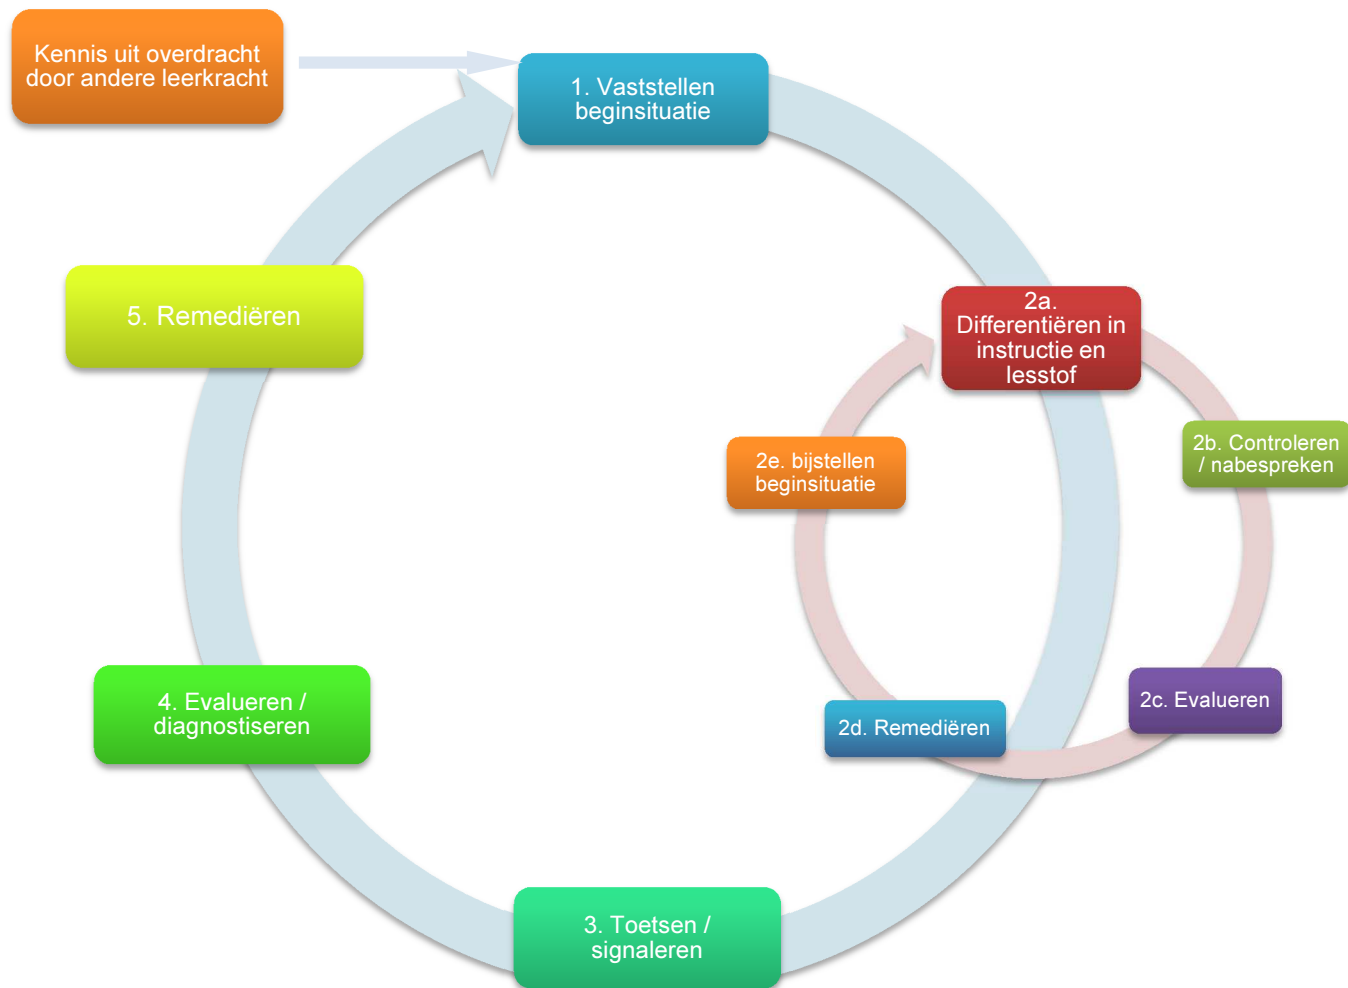 Kennis uit overdracht
door andere leerkracht
1. Vaststellen
beginsituatie
2a.
Differentiëren in
instructie en
lesstof
2b. Controleren
/ nabespreken
2c. Evalueren
2d. Remediëren
2e. bijstellen
beginsituatie
3. Toetsen /
signaleren
4. Evalueren /
diagnostiseren
5. Remediëren